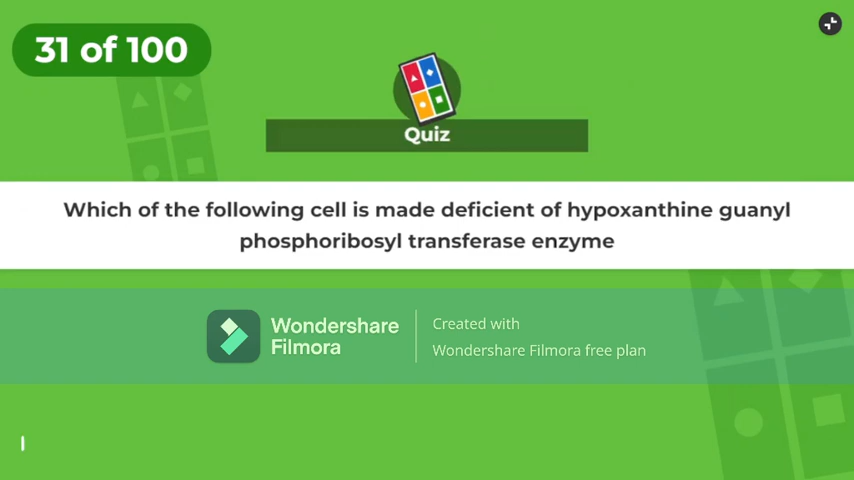 31 of 100
Quiz
Which of the following cell is made deficient of hypoxanthine guanyl
phosphoribosyl transferase enzyme
Wondershare
Filmora
Created with
Wondershare Filmora free plan